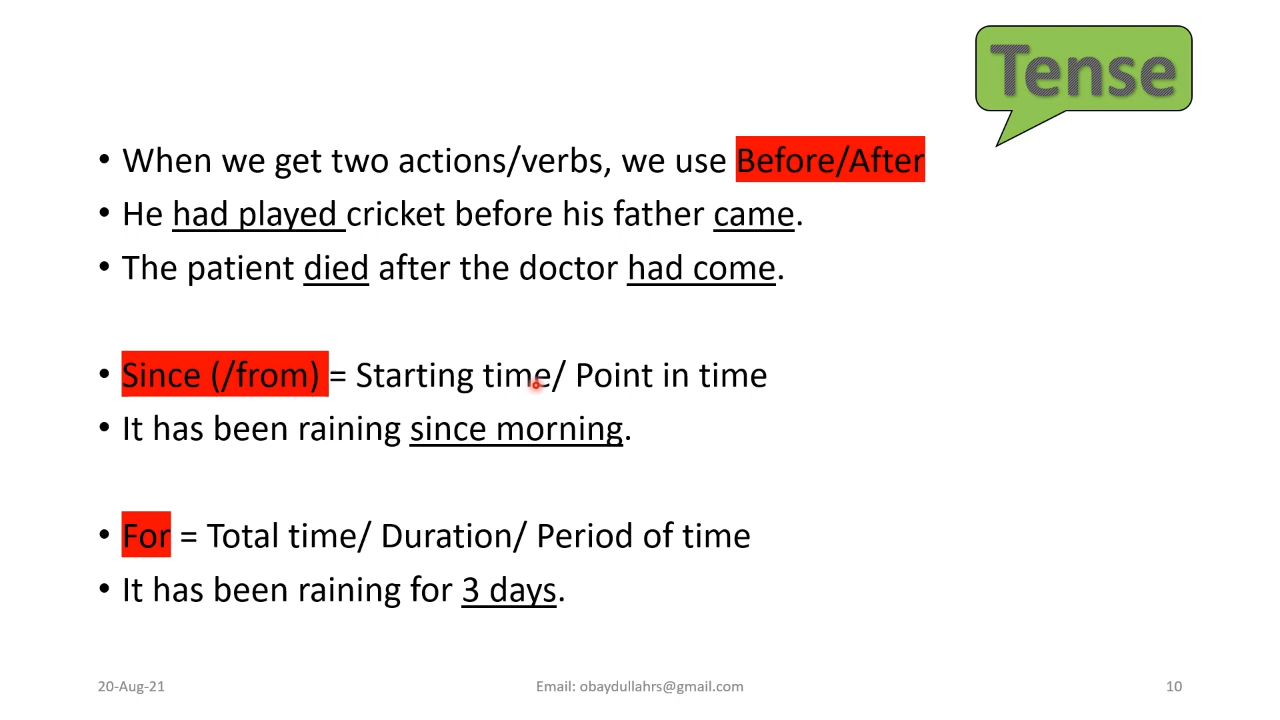 Tense
• When we get two actions/verbs, we use Before/After
• He had played cricket before his father came.
• The patient died after the doctor had come.
• Since (/from) = Starting time/ Point in time
• It has been raining since morning.
• For = Total time/ Duration/ Period of time
• It has been raining for 3 days.
20-Aug-21 Email: obaydullahrs@gmail.com 10